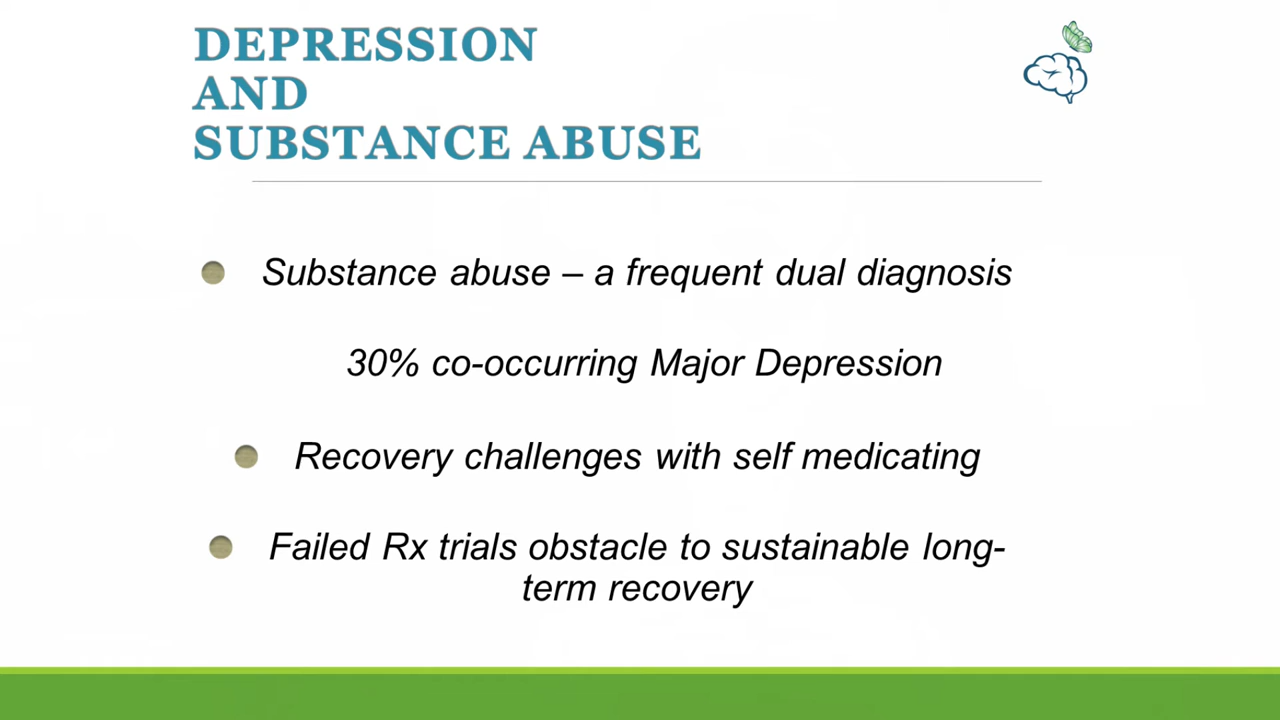 DEPRESSION
AND
SUBSTANCE ABUSE
Substance abuse – a frequent dual diagnosis
30% co-occurring Major Depression
Recovery challenges with self medicating
Failed Rx trials obstacle to sustainable long-
term recovery